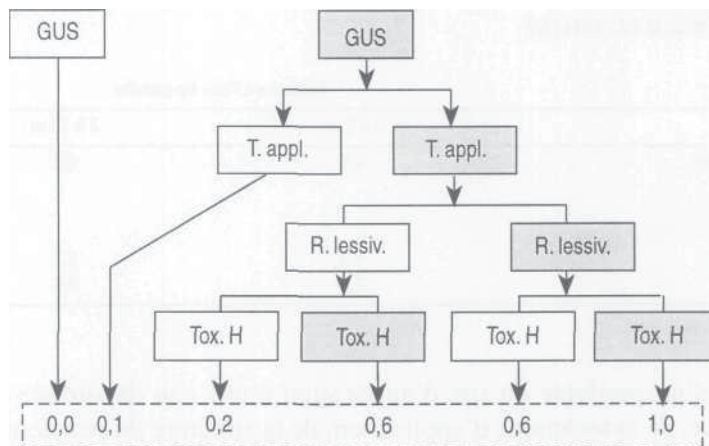 GUS GUS
T. appl. T. appl.
R. lessiv. R. lessiv.
Tox. H Tox. H Tox. H Tox. H
0,0 0,1 0,2 0,6 0,6 1,0